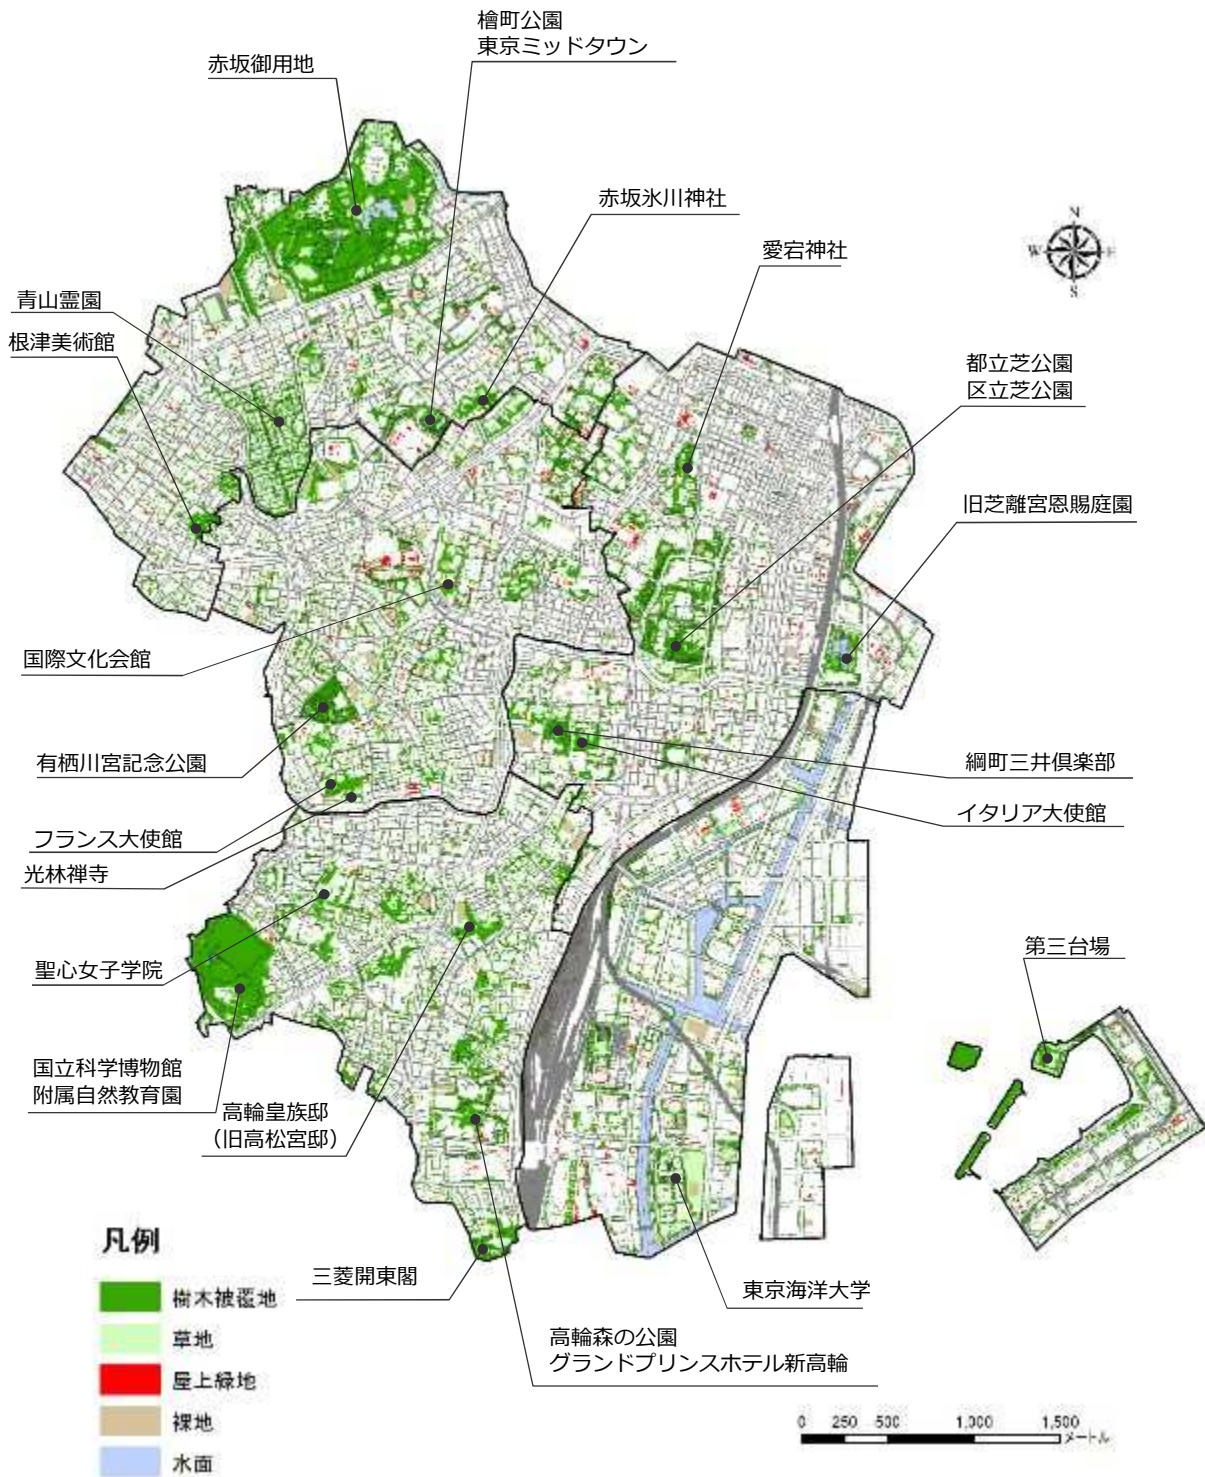 檜町公園
東京ミッドタウン
赤坂御用地
赤坂氷川神社
愛宕神社
N
W
E
S
青山霊園
根津美術館
都立芝公園
区立芝公園
旧芝離宮恩賜庭園
国際文化会館
有栖川宮記念公園
綱町三井倶楽部
イタリア大使館
フランス大使館
光林禅寺
聖心女子学院
第三台場
国立科学博物館
附属自然教育園
高輪皇族邸
（旧高松宮邸）
三菱開東閣
東京海洋大学
高輪森の公園
グランドプリンスホテル新高輪
凡例
樹木被覆地
草地
屋上緑地
裸地
水面
0 250 500 1,000 1,500
メートル